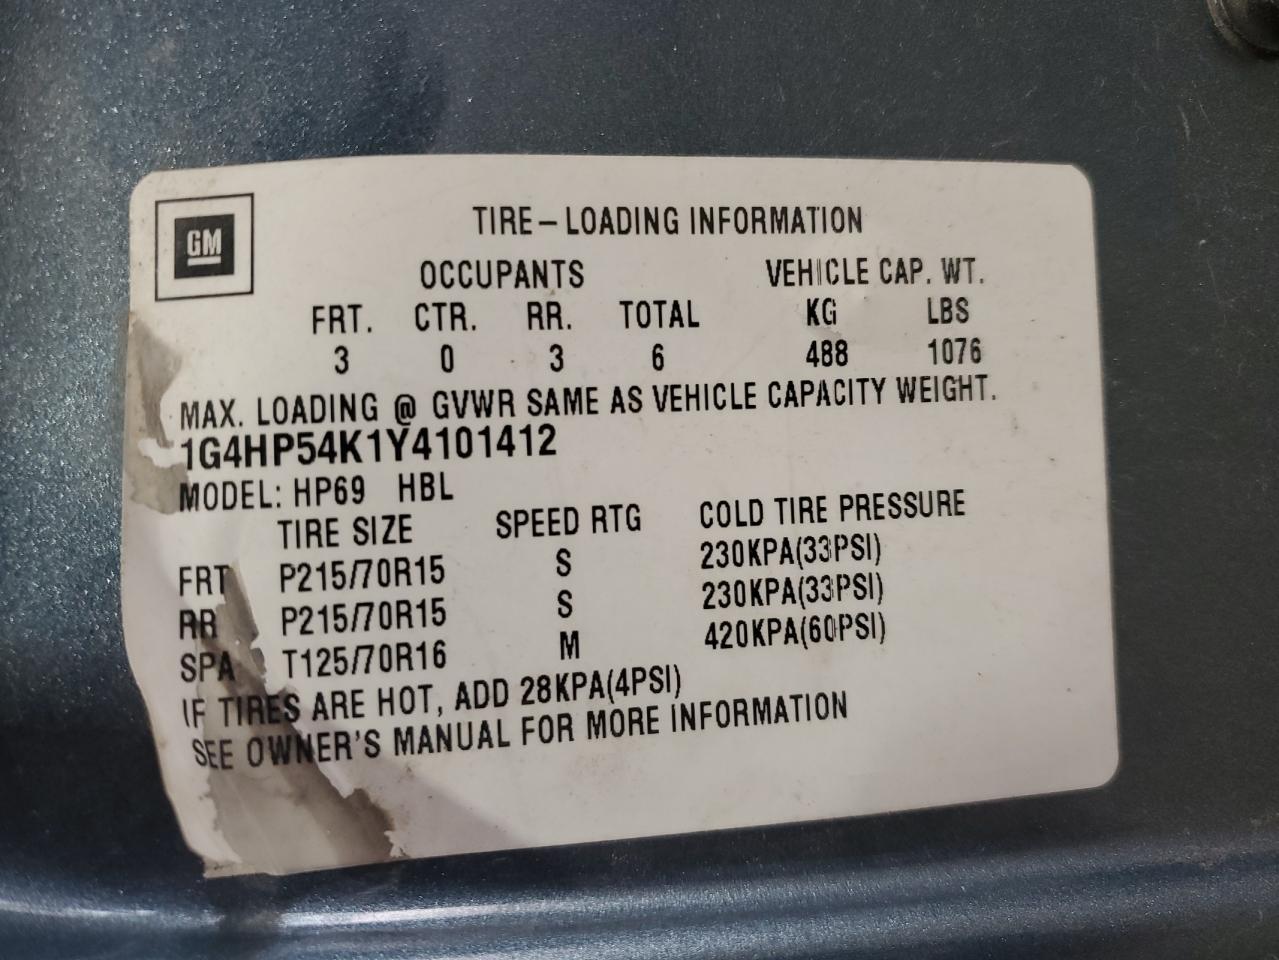 GM
TIRE-LOADING INFORMATION
OCCUPANTS VEHICLE CAP. WT.
FRT. CTR. RR. TOTAL KG LBS
3 0 3 6 488 1076
MAX. LOADING @ GVWR SAME AS VEHICLE CAPACITY WEIGHT.
1G4HP54K1Y4101412
MODEL: HP69 HBL
TIRE SIZE SPEED RTG COLD TIRE PRESSURE
FRT P215/70R15 S 230KPA(33PSI)
RR P215/70R15 S 230KPA(33PSI)
SPA T125/70R16 M 420KPA(60PSI)
IF TIRES ARE HOT, ADD 28KPA(4PSI)
SEE OWNER'S MANUAL FOR MORE INFORMATION